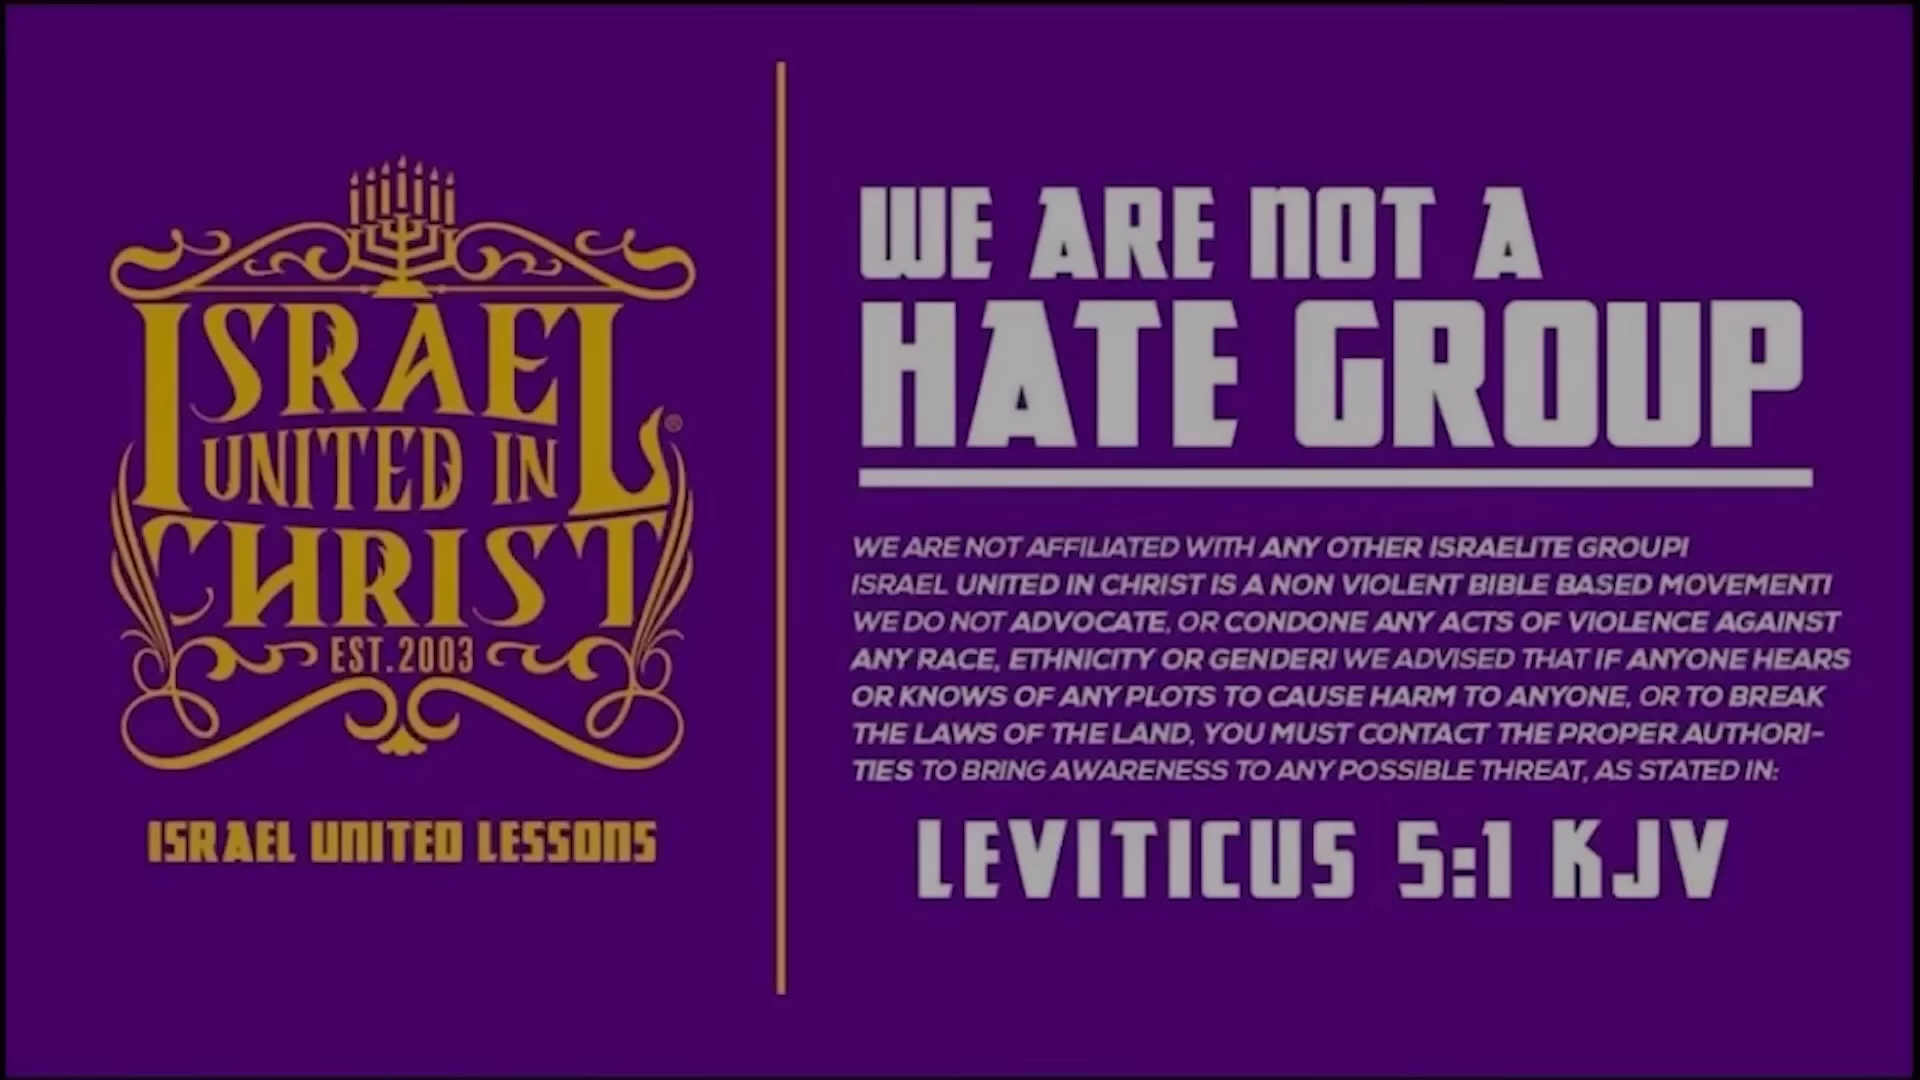 ISRAEL
UNITED IN
CHRIST
®
EST. 2003
ISRAEL UNITED LESSONS
WE ARE NOT A
HATE GROUP
WE ARE NOT AFFILIATED WITH ANY OTHER ISRAELITE GROUP!
ISRAEL UNITED IN CHRIST IS A NON VIOLENT BIBLE BASED MOVEMENT!
WE DO NOT ADVOCATE, OR CONDONE ANY ACTS OF VIOLENCE AGAINST
ANY RACE, ETHNICITY OR GENDER! WE ADVISED THAT IF ANYONE HEARS
OR KNOWS OF ANY PLOTS TO CAUSE HARM TO ANYONE, OR TO BREAK
THE LAWS OF THE LAND, YOU MUST CONTACT THE PROPER AUTHORI-
TIES TO BRING AWARENESS TO ANY POSSIBLE THREAT, AS STATED IN:
LEVITICUS 5:1 KJV